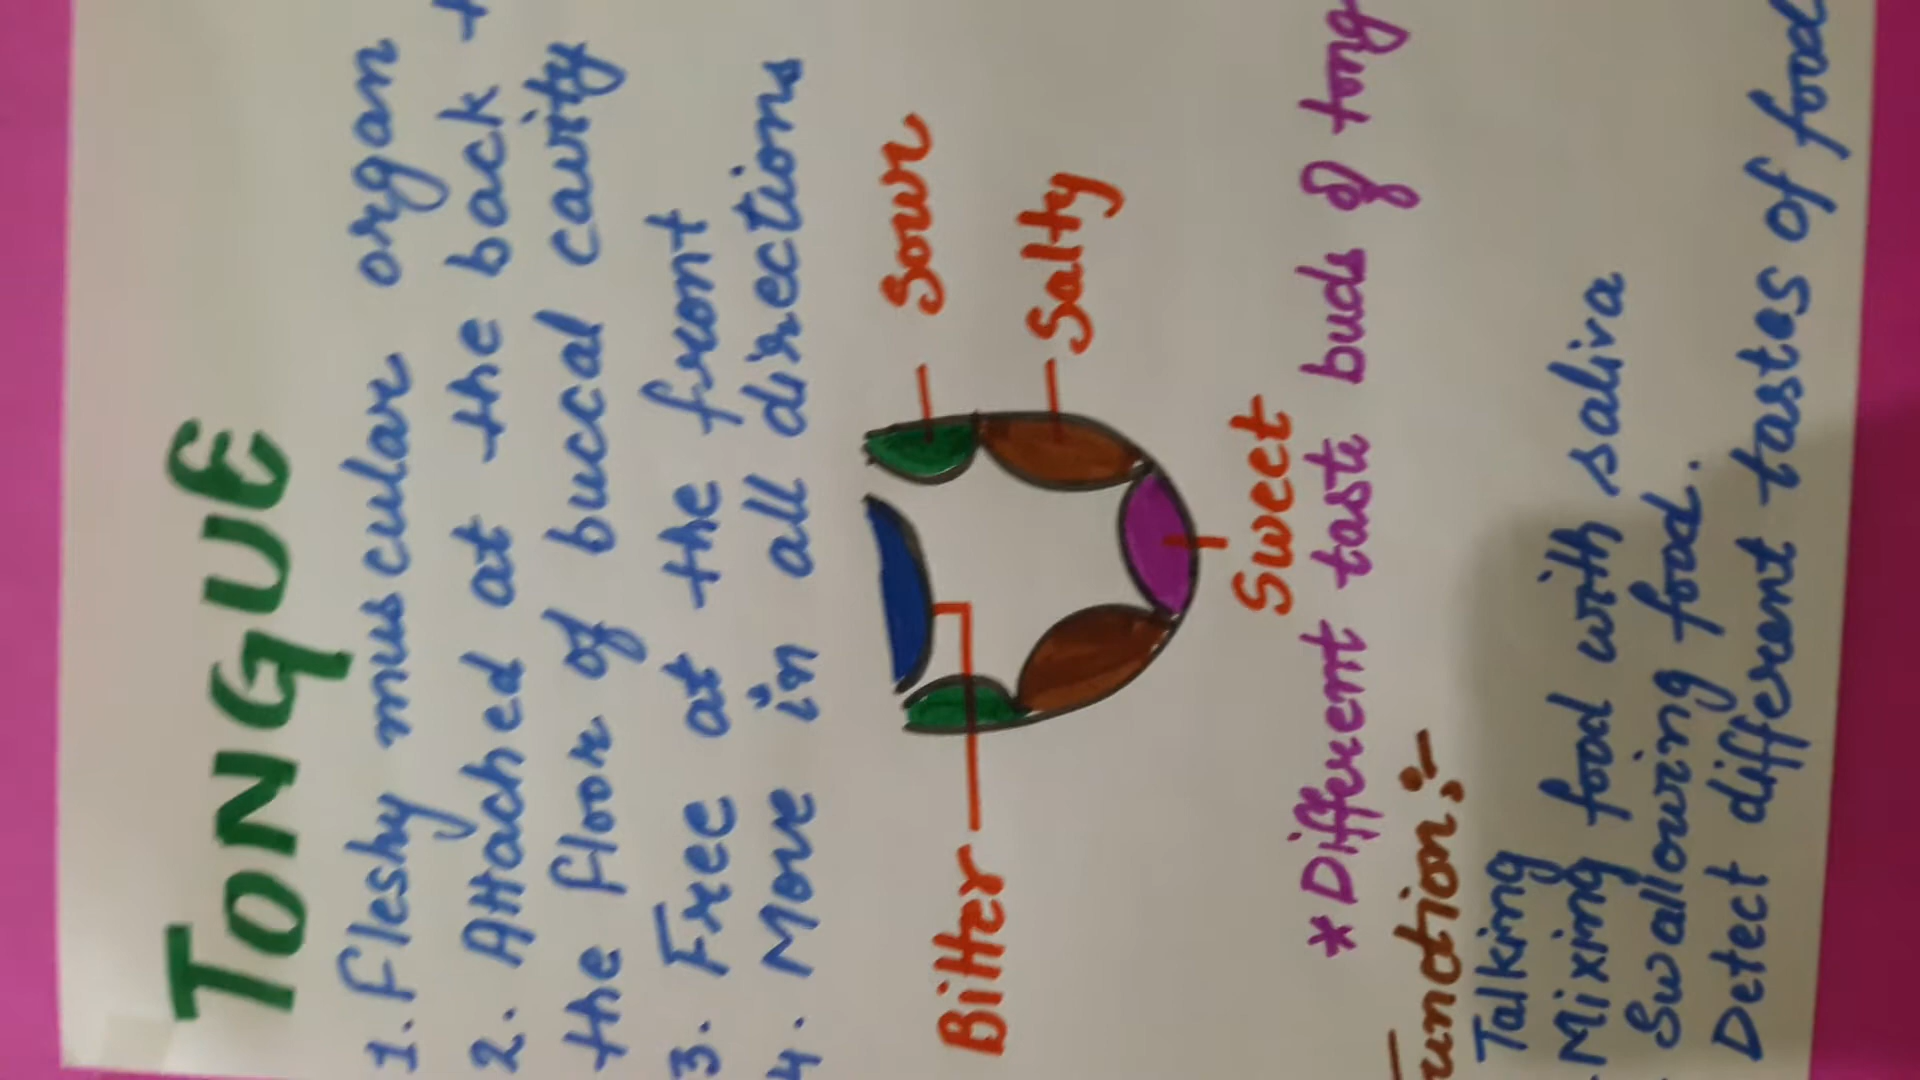 TONGUE
1. Fleshy muscular organ
2. Attached at the back
the floor of buccal cavity
3. Free at the front
4. Move in all directions
Sour
Salty
Bitter
Sweet
*Different taste buds of tong
Function:-
Talking
Mixing food with saliva
Swallowing food.
Detect different tastes of food